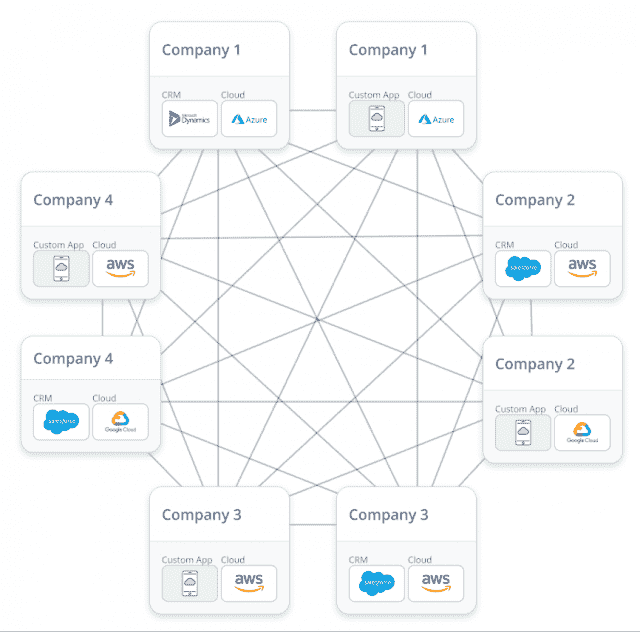 Company 1
CRM
Cloud
Microsoft
Dynamics
Azure
Company 1
Custom App
Cloud
Azure
Company 4
Custom App
Cloud
aws
Company 2
CRM
Cloud
salesforce
aws
Company 4
CRM
Cloud
salesforce
Google Cloud
Company 2
Custom App
Cloud
Google Cloud
Company 3
Custom App
Cloud
aws
Company 3
CRM
Cloud
salesforce
aws